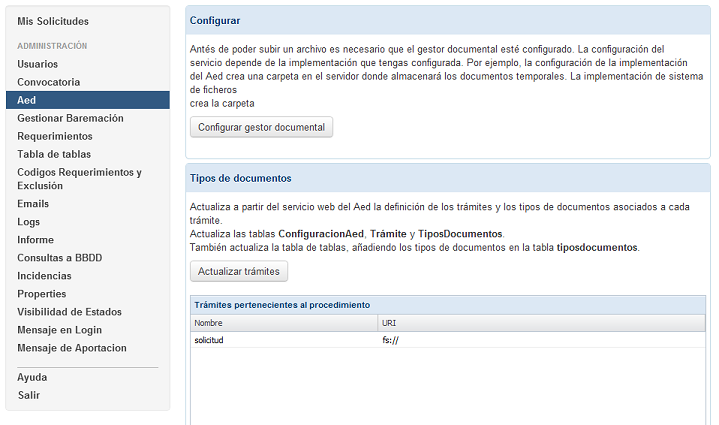 Mis Solicitudes
ADMINISTRACIÓN
Usuarios
Convocatoria
Aed
Gestionar Baremación
Requerimientos
Tabla de tablas
Codigos Requerimientos y
Exclusión
Emails
Logs
Informe
Consultas a BBDD
Incidencias
Properties
Visibilidad de Estados
Mensaje en Login
Mensaje de Aportacion
Ayuda
Salir
Configurar
Antés de poder subir un archivo es necesario que el gestor documental esté configurado. La configuración del
servicio depende de la implementación que tengas configurada. Por ejemplo, la configuración de la implementación
del Aed crea una carpeta en el servidor donde almacenará los documentos temporales. La implementación de sistema
de ficheros
crea la carpeta
Configurar gestor documental
Tipos de documentos
Actualiza a partir del servicio web del Aed la definición de los trámites y los tipos de documentos asociados a cada
trámite.
Actualiza las tablas ConfiguracionAed, Trámite y TiposDocumentos.
También actualiza la tabla de tablas, añadiendo los tipos de documentos en la tabla tiposdocumentos.
Actualizar trámites
Trámites pertenecientes al procedimiento
Nombre URI
solicitud fs://